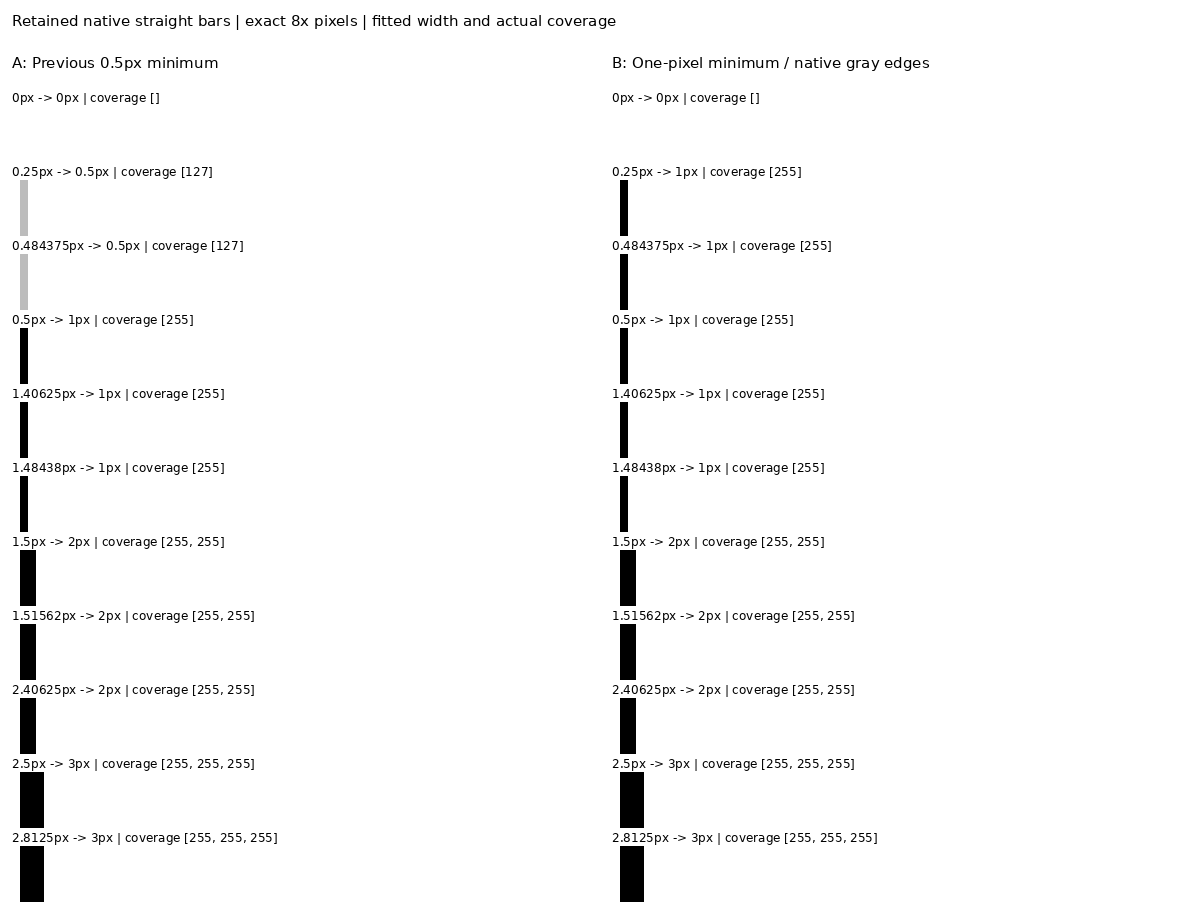 Retained native straight bars | exact 8x pixels | fitted width and actual coverage
A: Previous 0.5px minimum
0px -> 0px | coverage []
0.25px -> 0.5px | coverage [127]
0.484375px -> 0.5px | coverage [127]
0.5px -> 1px | coverage [255]
1.40625px -> 1px | coverage [255]
1.48438px -> 1px | coverage [255]
1.5px -> 2px | coverage [255, 255]
1.51562px -> 2px | coverage [255, 255]
2.40625px -> 2px | coverage [255, 255]
2.5px -> 3px | coverage [255, 255, 255]
2.8125px -> 3px | coverage [255, 255, 255]
B: One-pixel minimum / native gray edges
0px -> 0px | coverage []
0.25px -> 1px | coverage [255]
0.484375px -> 1px | coverage [255]
0.5px -> 1px | coverage [255]
1.40625px -> 1px | coverage [255]
1.48438px -> 1px | coverage [255]
1.5px -> 2px | coverage [255, 255]
1.51562px -> 2px | coverage [255, 255]
2.40625px -> 2px | coverage [255, 255]
2.5px -> 3px | coverage [255, 255, 255]
2.8125px -> 3px | coverage [255, 255, 255]